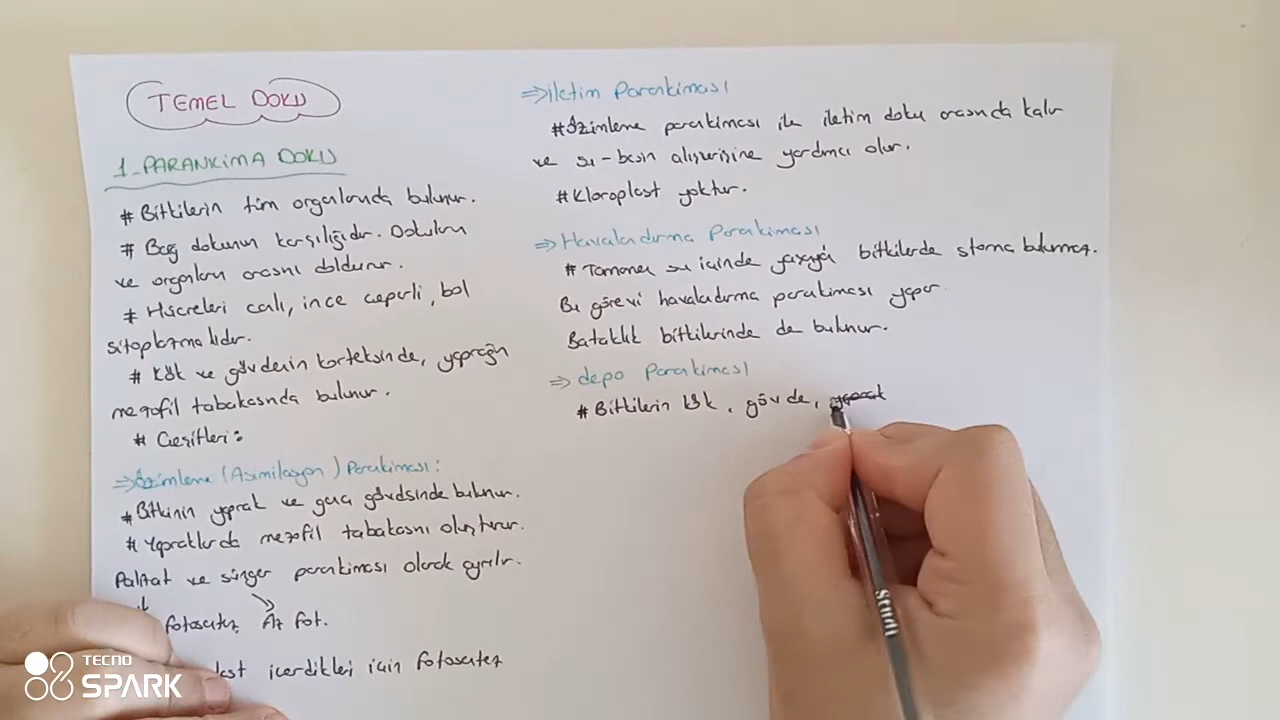 TEMEL DOKU
1-PARANKİMA DOKU
# Bitkilerin tüm organlarında bulunur.
# Bağ dokunun karşılığıdır. Dokuların
ve organların arasını doldurur.
# Hücreleri canlı, ince çeperli, bol
sitoplazmalıdır.
# Kök ve gövdenin korteksinde, yaprağın
mezofil tabakasında bulunur.
# Çeşitleri:
⇒Özümleme (Asimilasyon) Parankiması:
# Bitkinin yaprak ve genç gövdesinde bulunur.
# Yapraklarda mezofil tabakasını oluşturur.
Palizat ve sünger parankiması olarak ayrılır.
fotosentez Az fot.
içerdikleri için fotosentez
⇒İletim Parankiması
# Özümleme parankiması ile iletim doku arasında kalır
ve su-besin alışverişine yardımcı olur.
# Kloroplast yoktur.
⇒Havalandırma Parankiması
# Tamamen su içinde yaşayan bitkilerde stoma bulunmaz.
Bu görevi havalandırma parankiması yapar.
Bataklık bitkilerinde de bulunur.
⇒ depo Parankiması
# Bitkilerin kök, gövde,
STUDI
TECNO
SPARK